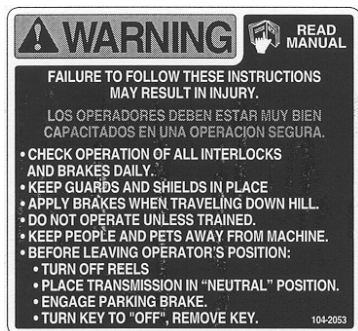 WARNING
READ
MANUAL
FAILURE TO FOLLOW THESE INSTRUCTIONS
MAY RESULT IN INJURY.
LOS OPERADORES DEBEN ESTAR MUY BIEN
CAPACITADOS EN UNA OPERACION SEGURA.
• CHECK OPERATION OF ALL INTERLOCKS
AND BRAKES DAILY.
• KEEP GUARDS AND SHIELDS IN PLACE
• APPLY BRAKES WHEN TRAVELING DOWN HILL.
• DO NOT OPERATE UNLESS TRAINED.
• KEEP PEOPLE AND PETS AWAY FROM MACHINE.
• BEFORE LEAVING OPERATOR'S POSITION:
• TURN OFF REELS
• PLACE TRANSMISSION IN "NEUTRAL" POSITION.
• ENGAGE PARKING BRAKE.
• TURN KEY TO "OFF", REMOVE KEY.
104-2053